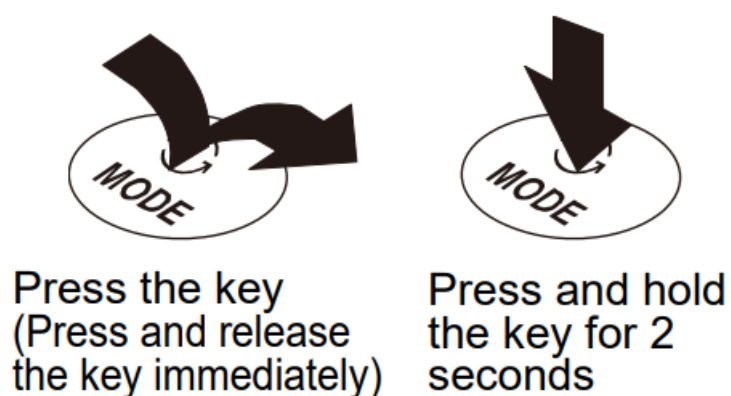 MODE
Press the key
(Press and release
the key immediately)
MODE
Press and hold
the key for 2
seconds